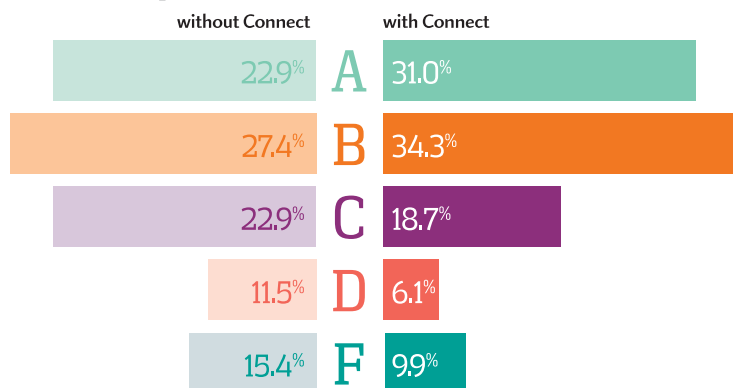 without Connect with Connect
22.9% A 31.0%
27.4% B 34.3%
22.9% C 18.7%
11.5% D 6.1%
15.4% F 9.9%